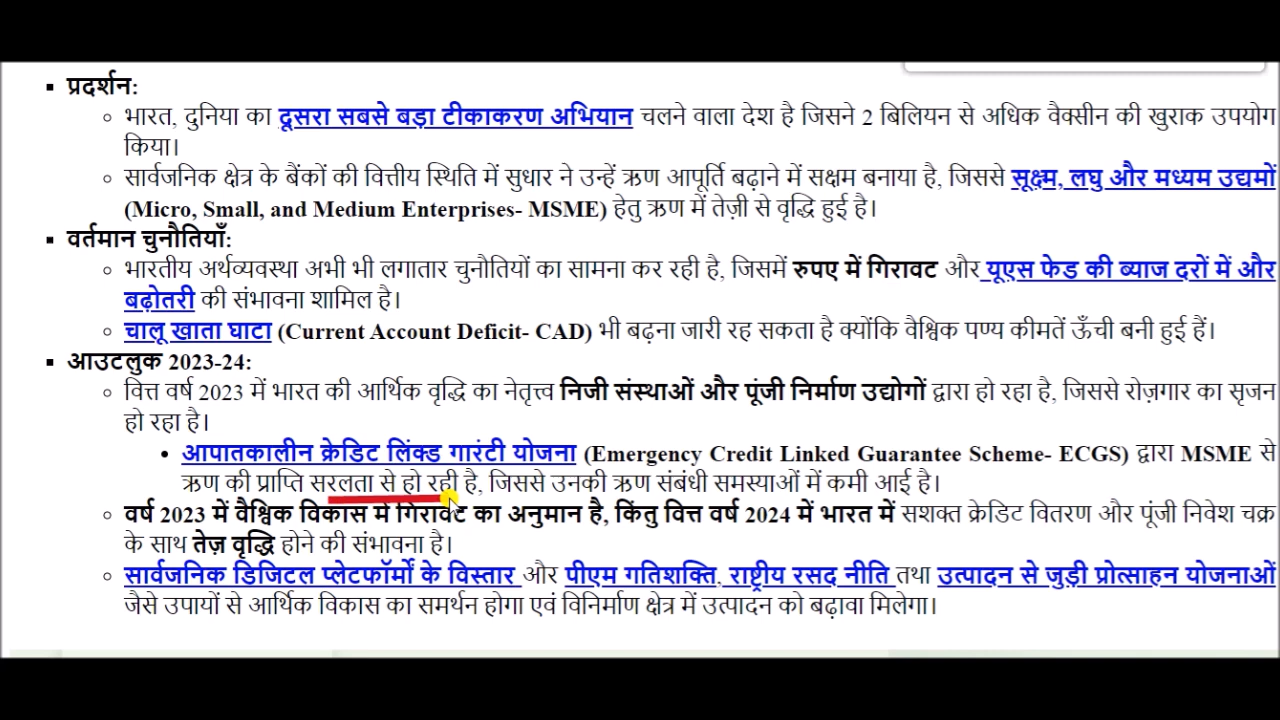 ▪ प्रदर्शन:
○ भारत, दुनिया का दूसरा सबसे बड़ा टीकाकरण अभियान चलने वाला देश है जिसने 2 बिलियन से अधिक वैक्सीन की खुराक उपयोग
किया।
○ सार्वजनिक क्षेत्र के बैंकों की वित्तीय स्थिति में सुधार ने उन्हें ऋण आपूर्ति बढ़ाने में सक्षम बनाया है, जिससे सूक्ष्म, लघु और मध्यम उद्यमों
(Micro, Small, and Medium Enterprises- MSME) हेतु ऋण में तेज़ी से वृद्धि हुई है।
▪ वर्तमान चुनौतियाँ:
○ भारतीय अर्थव्यवस्था अभी भी लगातार चुनौतियों का सामना कर रही है, जिसमें रुपए में गिरावट और यूएस फेड की ब्याज दरों में और
बढ़ोतरी की संभावना शामिल है।
○ चालू खाता घाटा (Current Account Deficit- CAD) भी बढ़ना जारी रह सकता है क्योंकि वैश्विक पण्य कीमतें ऊँची बनी हुई हैं।
▪ आउटलुक 2023-24:
○ वित्त वर्ष 2023 में भारत की आर्थिक वृद्धि का नेतृत्त्व निजी संस्थाओं और पूंजी निर्माण उद्योगों द्वारा हो रहा है, जिससे रोज़गार का सृजन
हो रहा है।
• आपातकालीन क्रेडिट लिंक्ड गारंटी योजना (Emergency Credit Linked Guarantee Scheme- ECGS) द्वारा MSME से
ऋण की प्राप्ति सरलता से हो रही है, जिससे उनकी ऋण संबंधी समस्याओं में कमी आई है।
○ वर्ष 2023 में वैश्विक विकास में गिरावट का अनुमान है, किंतु वित्त वर्ष 2024 में भारत में सशक्त क्रेडिट वितरण और पूंजी निवेश चक्र
के साथ तेज़ वृद्धि होने की संभावना है।
○ सार्वजनिक डिजिटल प्लेटफॉर्मों के विस्तार और पीएम गतिशक्ति, राष्ट्रीय रसद नीति तथा उत्पादन से जुड़ी प्रोत्साहन योजनाओं
जैसे उपायों से आर्थिक विकास का समर्थन होगा एवं विनिर्माण क्षेत्र में उत्पादन को बढ़ावा मिलेगा।